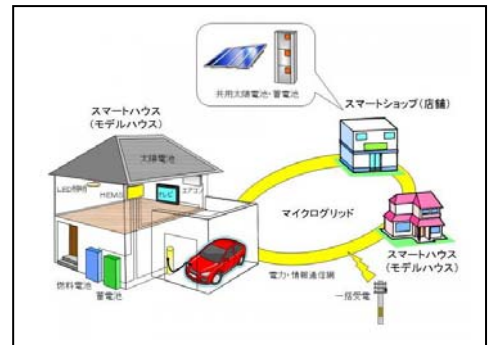 共用太陽電池・蓄電池
スマートショップ(店舗)
スマートハウス
(モデルハウス)
太陽電池
LED照明
HEMS
テレビ
エアコン
マイクログリッド
燃料電池
蓄電池
電力・情報通信網
スマートハウス
(モデルハウス)
一括受電